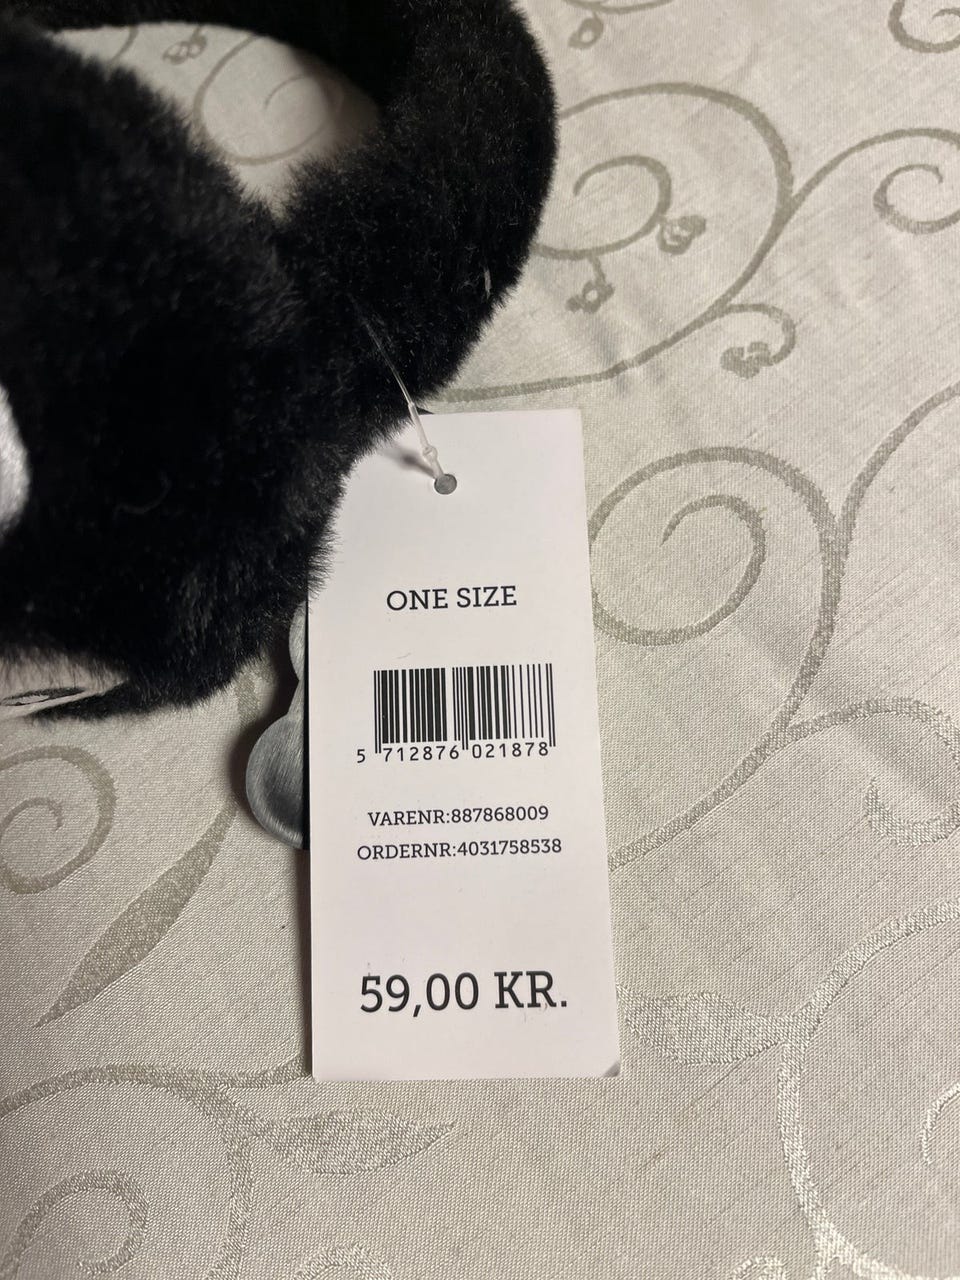 ONE SIZE
5 712876 021878
VARENR:887868009
ORDERNR:4031758538
59,00 KR.